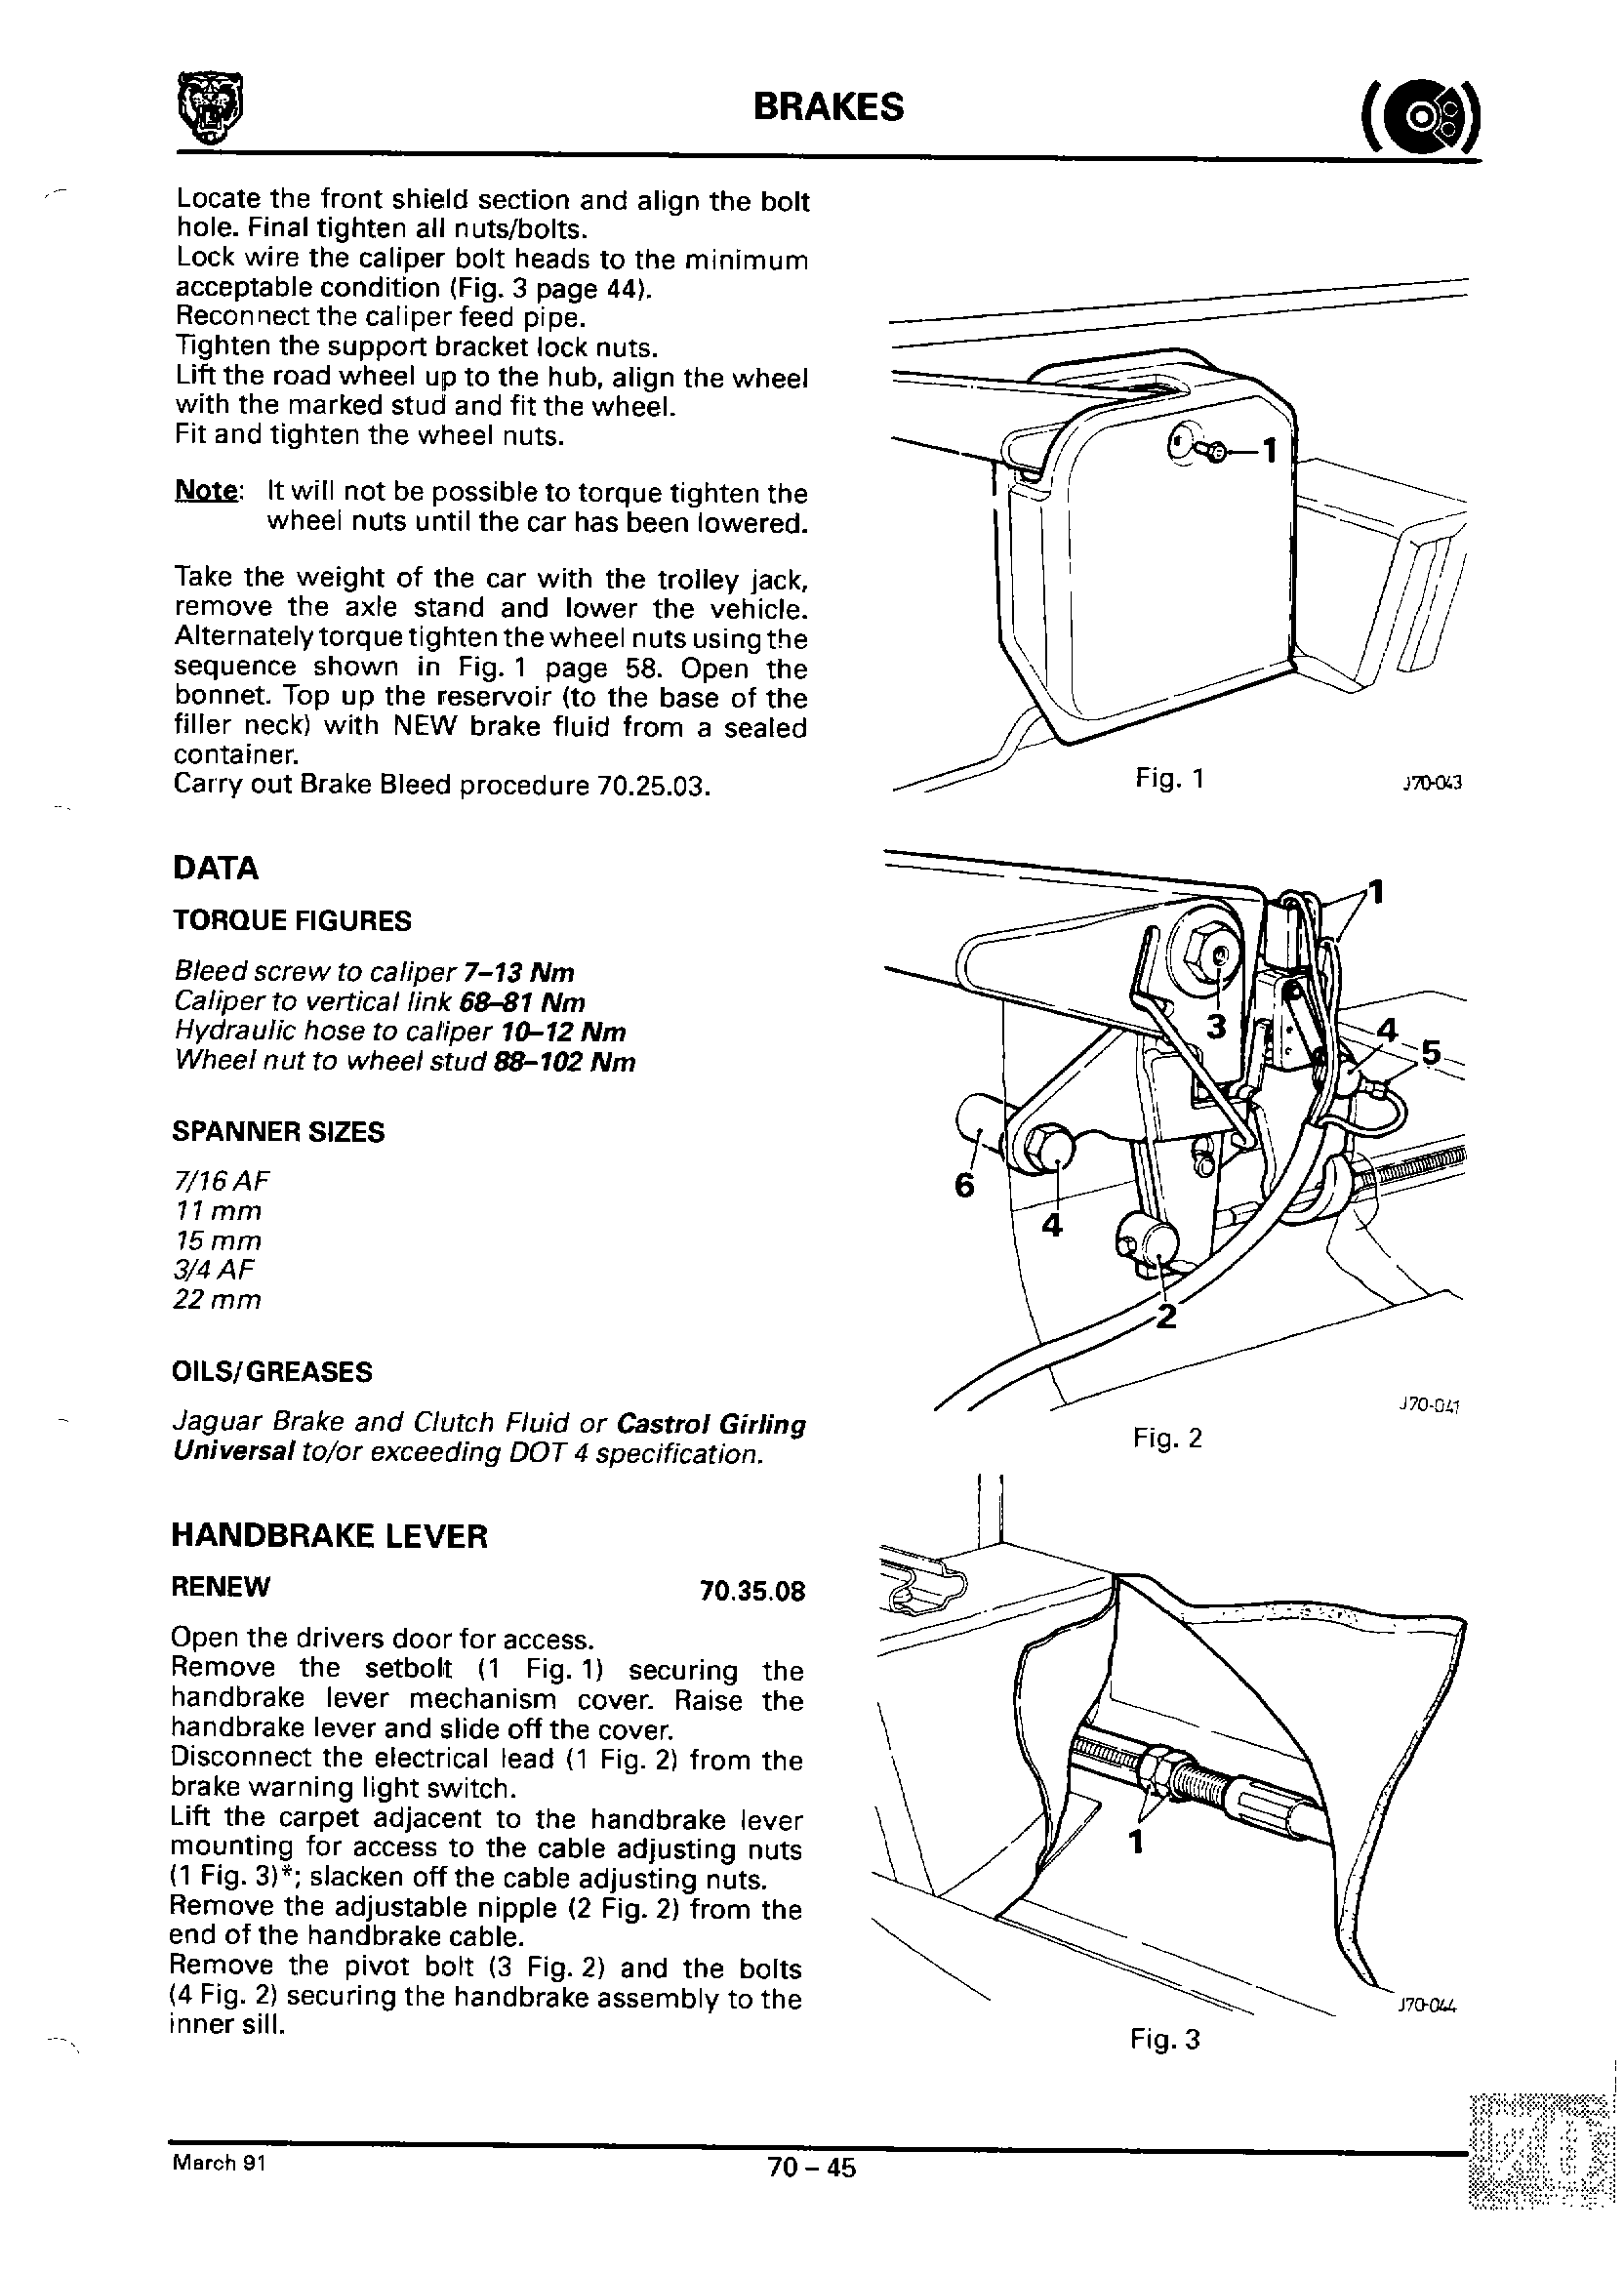 BRAKES
Locate the front shield section and align the bolt
hole. Final tighten all nuts/bolts.
Lock wire the caliper bolt heads to the minimum
acceptable condition (Fig. 3 page 44).
Reconnect the caliper feed pipe.
Tighten the support bracket lock nuts.
Lift the road wheel up to the hub, align the wheel
with the marked stud and fit the wheel.
Fit and tighten the wheel nuts.
Note: It will not be possible to torque tighten the
wheel nuts until the car has been lowered.
Take the weight of the car with the trolley jack,
remove the axle stand and lower the vehicle.
Alternately torque tighten the wheel nuts using the
sequence shown in Fig. 1 page 58. Open the
bonnet. Top up the reservoir (to the base of the
filler neck) with NEW brake fluid from a sealed
container.
Carry out Brake Bleed procedure 70.25.03.
DATA
TORQUE FIGURES
Bleed screw to caliper 7–13 Nm
Caliper to vertical link 68–81 Nm
Hydraulic hose to caliper 10–12 Nm
Wheel nut to wheel stud 88–102 Nm
SPANNER SIZES
7/16 AF
11 mm
15 mm
3/4 AF
22 mm
OILS/GREASES
Jaguar Brake and Clutch Fluid or Castrol Girling
Universal to/or exceeding DOT 4 specification.
HANDBRAKE LEVER
RENEW 70.35.08
Open the drivers door for access.
Remove the setbolt (1 Fig. 1) securing the
handbrake lever mechanism cover. Raise the
handbrake lever and slide off the cover.
Disconnect the electrical lead (1 Fig. 2) from the
brake warning light switch.
Lift the carpet adjacent to the handbrake lever
mounting for access to the cable adjusting nuts
(1 Fig. 3)*; slacken off the cable adjusting nuts.
Remove the adjustable nipple (2 Fig. 2) from the
end of the handbrake cable.
Remove the pivot bolt (3 Fig. 2) and the bolts
(4 Fig. 2) securing the handbrake assembly to the
inner sill.
1
Fig. 1
J70-043
1
3
4
5
6
4
2
J70-041
Fig. 2
1
J70-044
Fig. 3
70
March 91
70 – 45